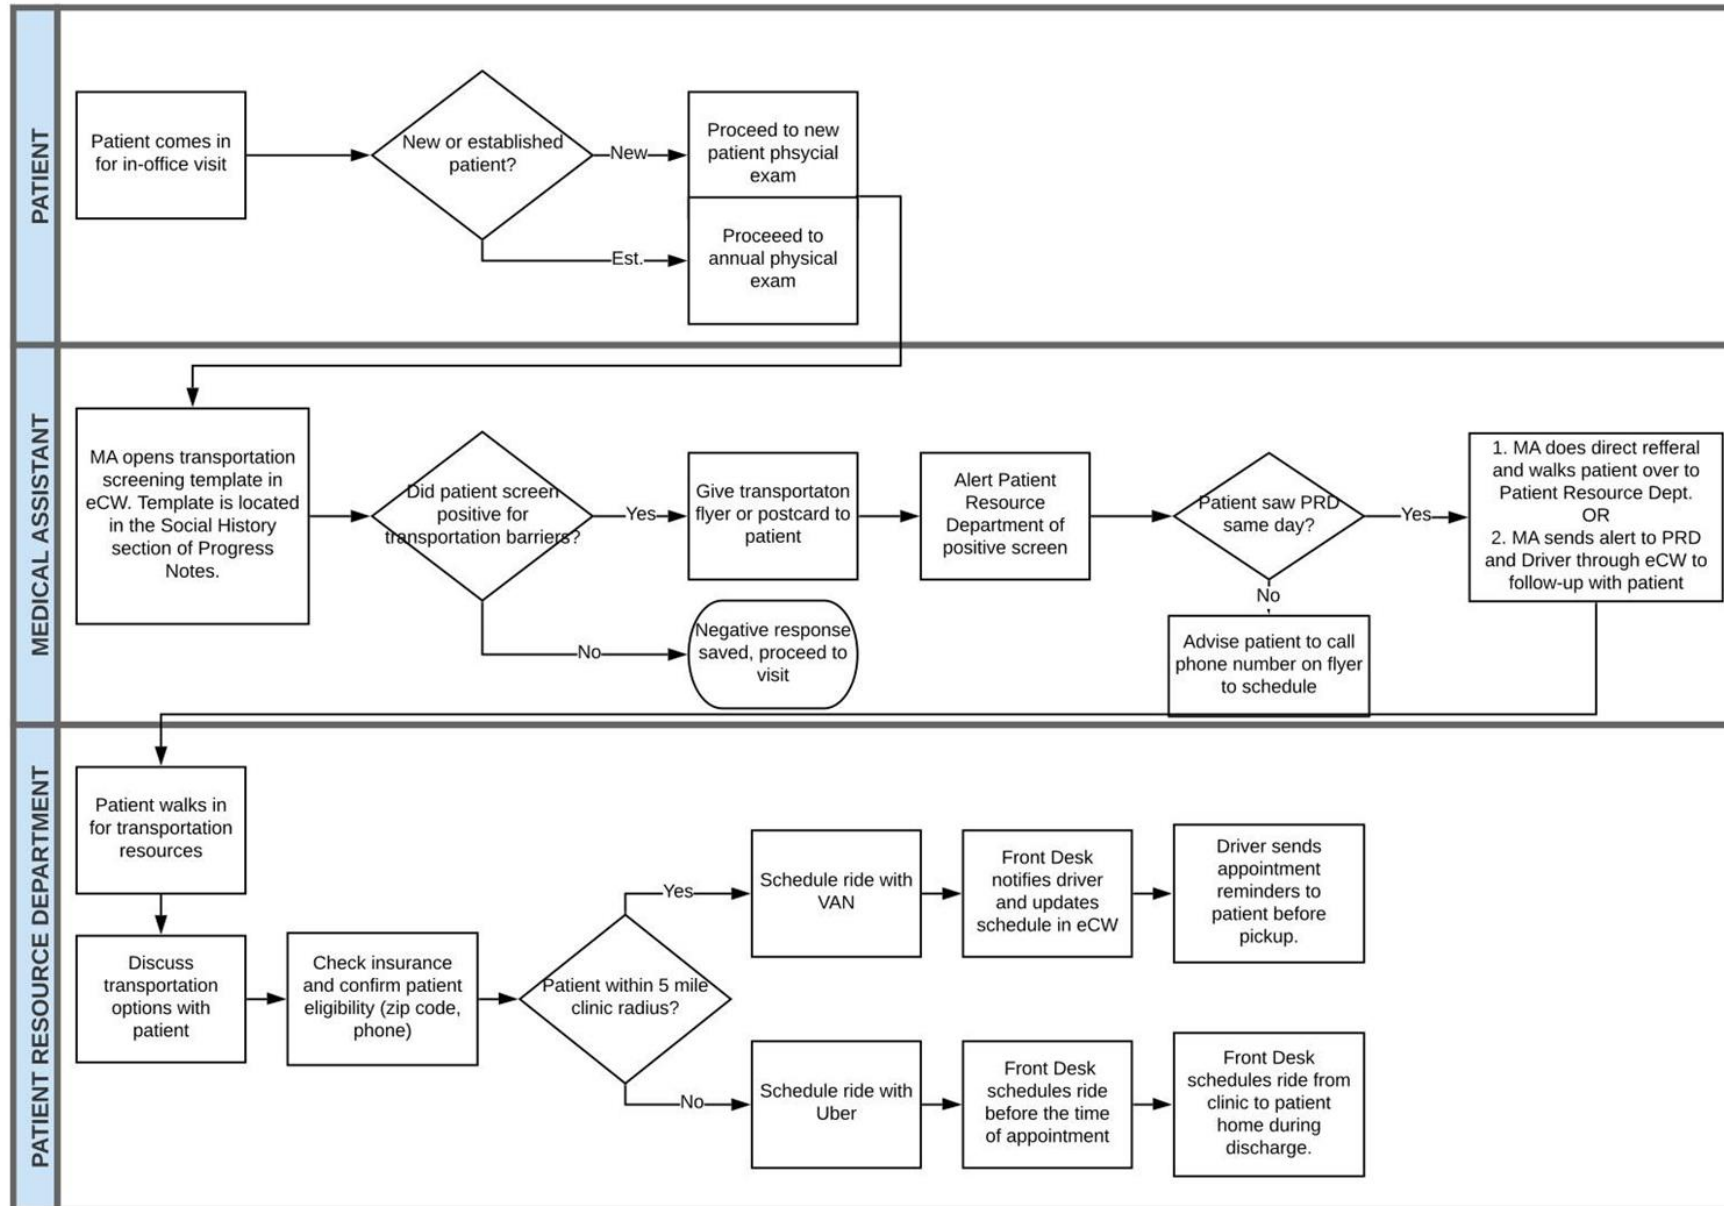 PATIENT
Patient comes in
for in-office visit
New or established
patient?
New
Proceed to new
patient phsycial
exam
Est.
Proceeed to
annual physical
exam
MEDICAL ASSISTANT
MA opens transportation
screening template in
eCW. Template is located
in the Social History
section of Progress
Notes.
Did patient screen
positive for
transportation barriers?
Yes
Give transportaton
flyer or postcard to
patient
Alert Patient
Resource
Department of
positive screen
Patient saw PRD
same day?
Yes
1. MA does direct refferal
and walks patient over to
Patient Resource Dept.
OR
2. MA sends alert to PRD
and Driver through eCW to
follow-up with patient
No
Advise patient to call
phone number on flyer
to schedule
No
Negative response
saved, proceed to
visit
PATIENT RESOURCE DEPARTMENT
Patient walks in
for transportation
resources
Discuss
transportation
options with
patient
Check insurance
and confirm patient
eligibility (zip code,
phone)
Patient within 5 mile
clinic radius?
Yes
Schedule ride with
VAN
Front Desk
notifies driver
and updates
schedule in eCW
Driver sends
appointment
reminders to
patient before
pickup.
No
Schedule ride with
Uber
Front Desk
schedules ride
before the time
of appointment
Front Desk
schedules ride from
clinic to patient
home during
discharge.